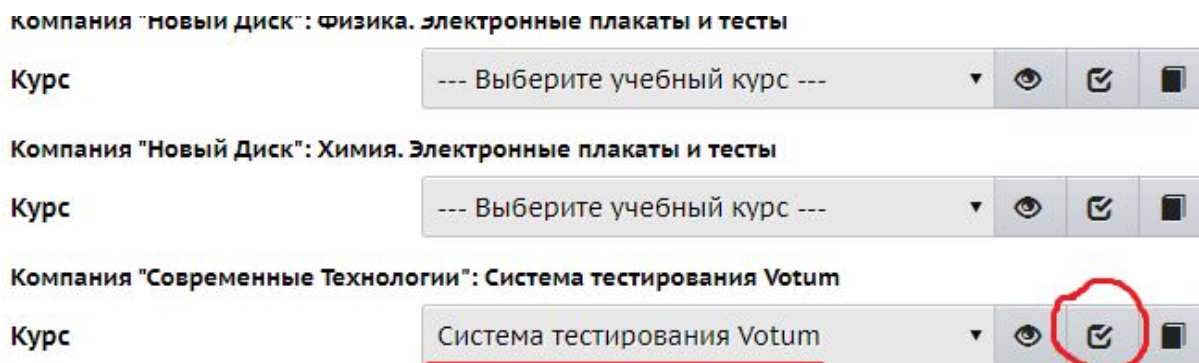 Компания "Новый Диск": Физика. Электронные плакаты и тесты
Курс --- Выберите учебный курс ---
Компания "Новый Диск": Химия. Электронные плакаты и тесты
Курс --- Выберите учебный курс ---
Компания "Современные Технологии": Система тестирования Votum
Курс Система тестирования Votum